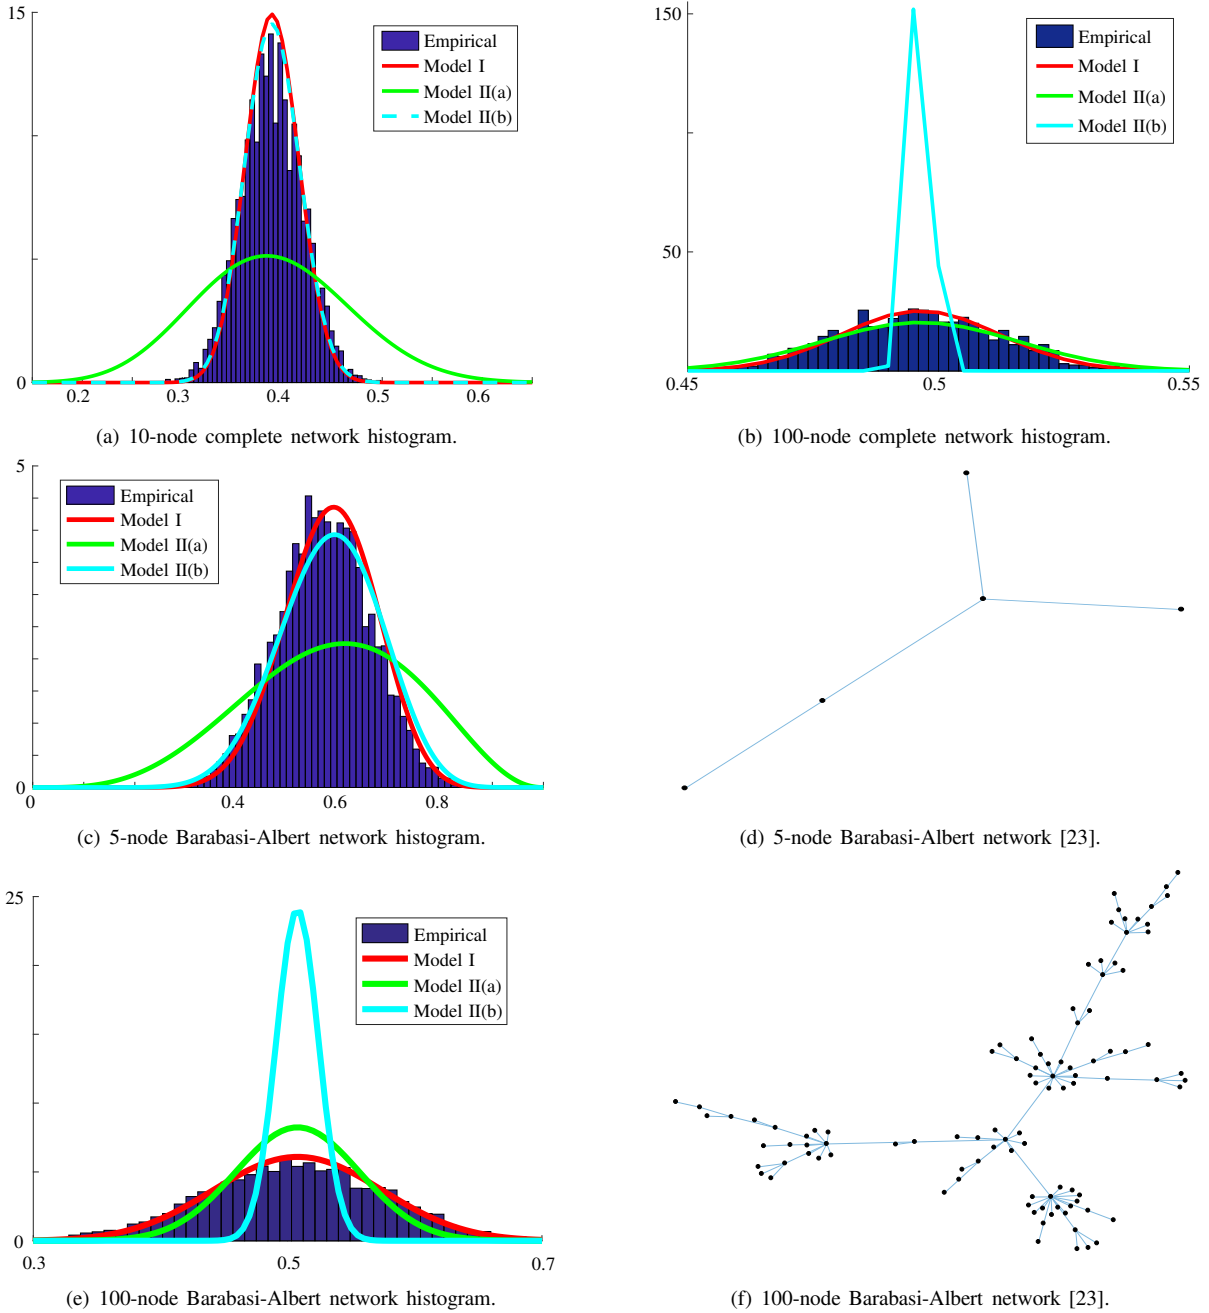 15
0
0.2
0.3
0.4
0.5
0.6
Empirical
Model I
Model II(a)
Model II(b)
(a) 10-node complete network histogram.
150
50
0.45
0.5
0.55
Empirical
Model I
Model II(a)
Model II(b)
(b) 100-node complete network histogram.
5
0
0
0.4
0.6
0.8
Empirical
Model I
Model II(a)
Model II(b)
(c) 5-node Barabasi-Albert network histogram.
(d) 5-node Barabasi-Albert network [23].
25
0
0.3
0.5
0.7
Empirical
Model I
Model II(a)
Model II(b)
(e) 100-node Barabasi-Albert network histogram.
(f) 100-node Barabasi-Albert network [23].